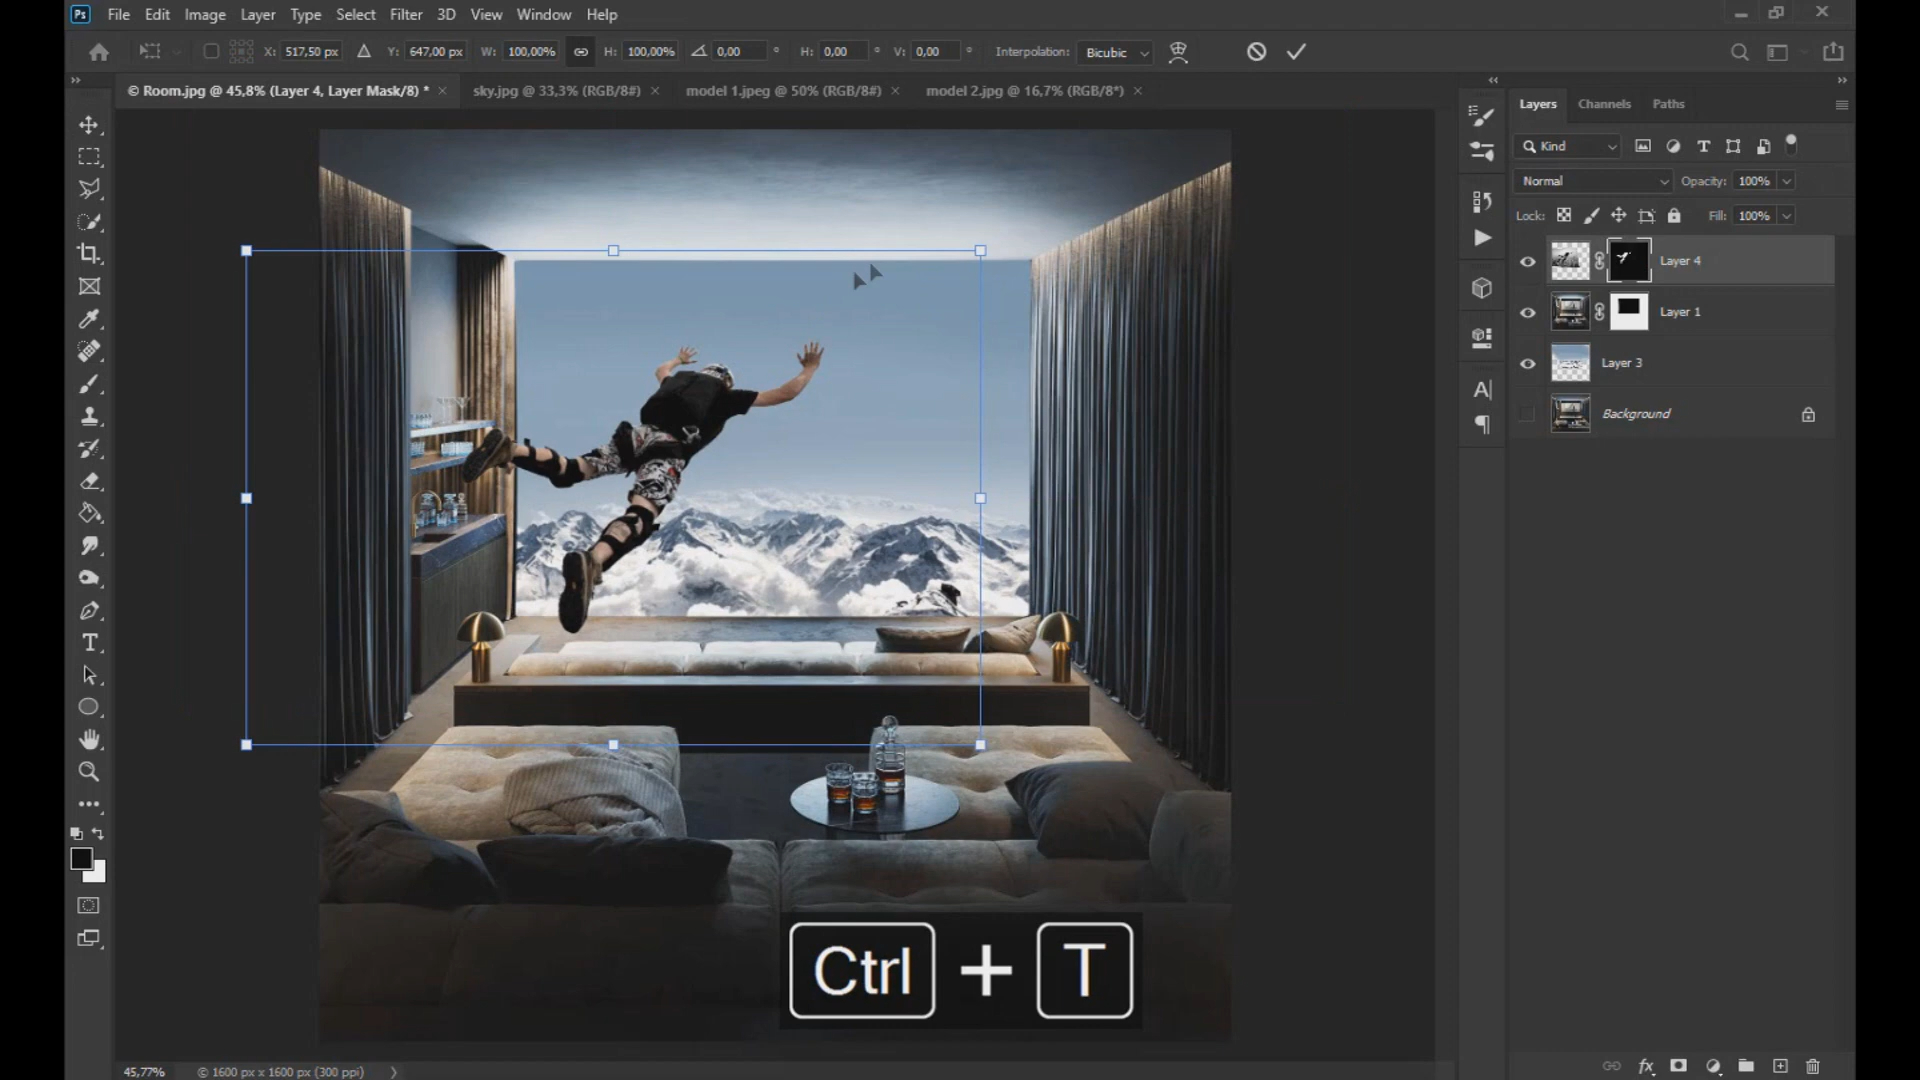 Ps File Edit Image Layer Type Select Filter 3D View Window Help
X: 517,50 px Y: 647,00 px W: 100,00% H: 100,00% 0,00 ° H: 0,00 ° V: 0,00 ° Interpolation: Bicubic
© Room.jpg @ 45,8% (Layer 4, Layer Mask/8) * × sky.jpg @ 33,3% (RGB/8#) × model 1.jpeg @ 50% (RGB/8#) × model 2.jpg @ 16,7% (RGB/8*) ×
Layers Channels Paths
Kind
Normal Opacity: 100%
Lock: Fill: 100%
Layer 4
Layer 1
Layer 3
Background
Ctrl + T
45,77% © 1600 px x 1600 px (300 ppi)